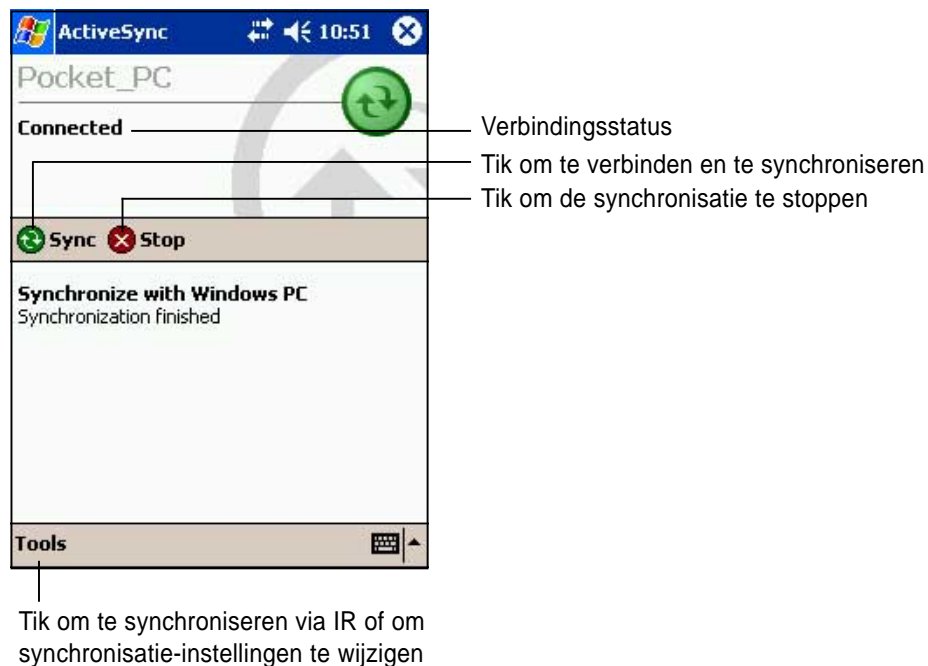 ActiveSync 10:51
Pocket_PC
Connected
Verbindingsstatus
Tik om te verbinden en te synchroniseren
Tik om de synchronisatie te stoppen
Sync Stop
Synchronize with Windows PC
Synchronization finished
Tools
Tik om te synchroniseren via IR of om
synchronisatie-instellingen te wijzigen